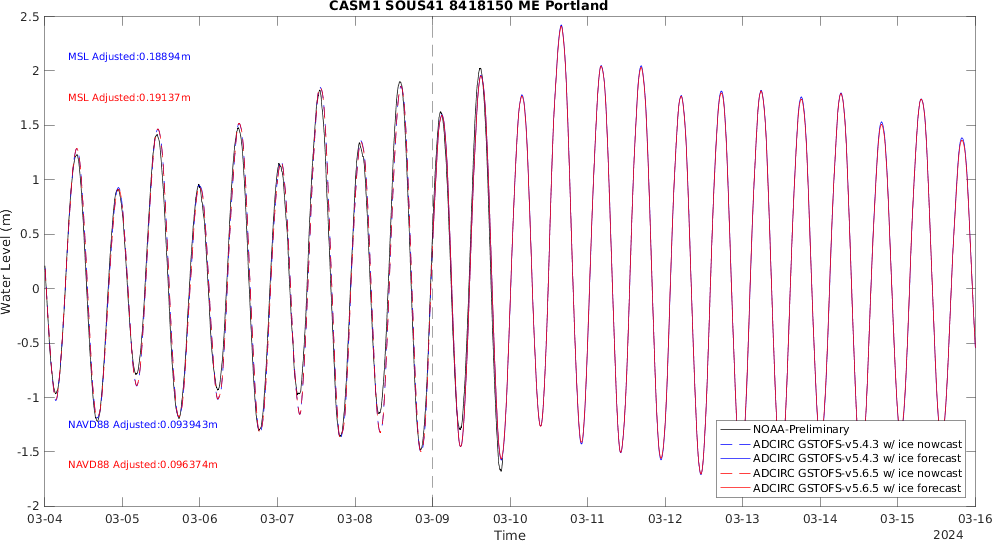 CASM1 SOUS41 8418150 ME Portland
2.5
2
1.5
1
0.5
0
-0.5
-1
-1.5
-2
Water Level (m)
MSL Adjusted:0.18894m
MSL Adjusted:0.19137m
NAVD88 Adjusted:0.093943m
NAVD88 Adjusted:0.096374m
NOAA-Preliminary
ADCIRC GSTOFS-v5.4.3 w/ ice nowcast
ADCIRC GSTOFS-v5.4.3 w/ ice forecast
ADCIRC GSTOFS-v5.6.5 w/ ice nowcast
ADCIRC GSTOFS-v5.6.5 w/ ice forecast
03-04 03-05 03-06 03-07 03-08 03-09 03-10 03-11 03-12 03-13 03-14 03-15 03-16
Time
2024